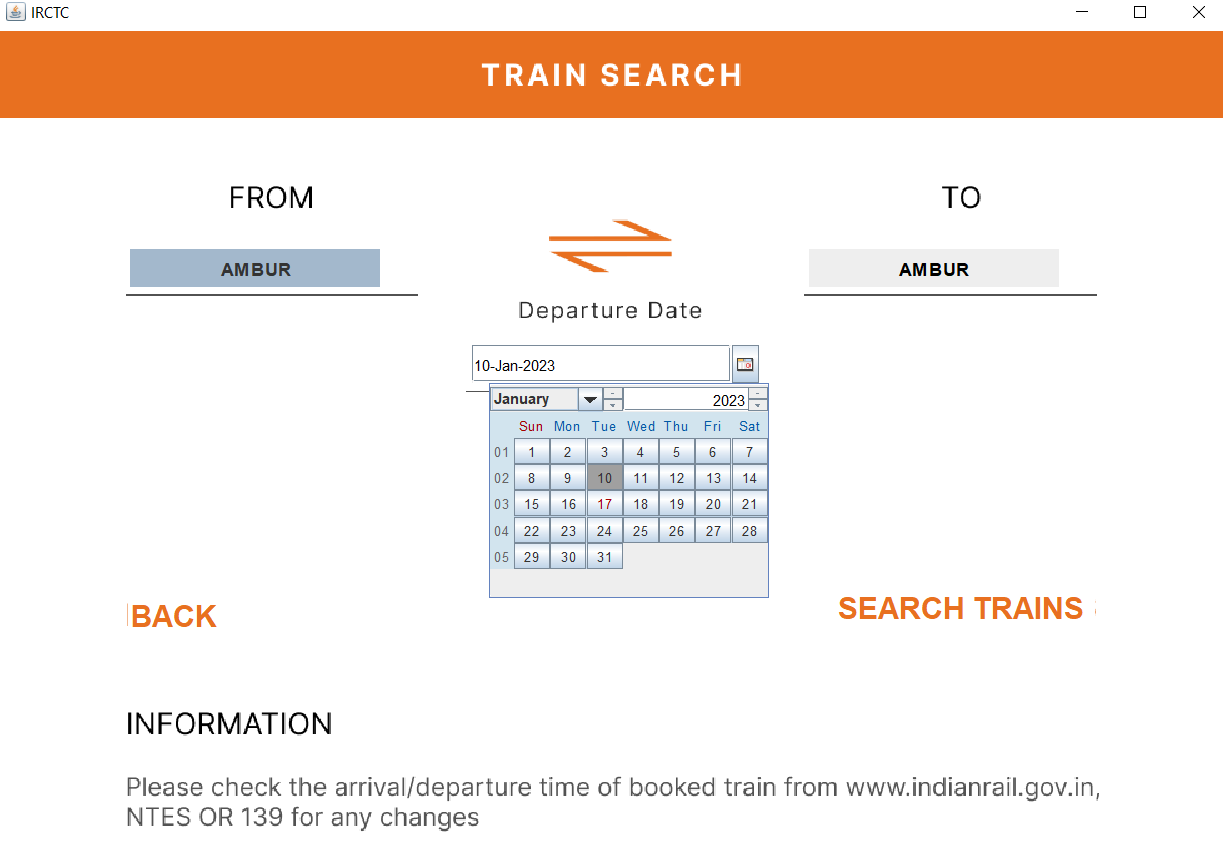 IRCTC
TRAIN SEARCH
FROM
TO
AMBUR
AMBUR
Departure Date
10-Jan-2023
January 2023
Sun Mon Tue Wed Thu Fri Sat
01 1 2 3 4 5 6 7
02 8 9 10 11 12 13 14
03 15 16 17 18 19 20 21
04 22 23 24 25 26 27 28
05 29 30 31
BACK
SEARCH TRAINS
INFORMATION
Please check the arrival/departure time of booked train from www.indianrail.gov.in,
NTES OR 139 for any changes